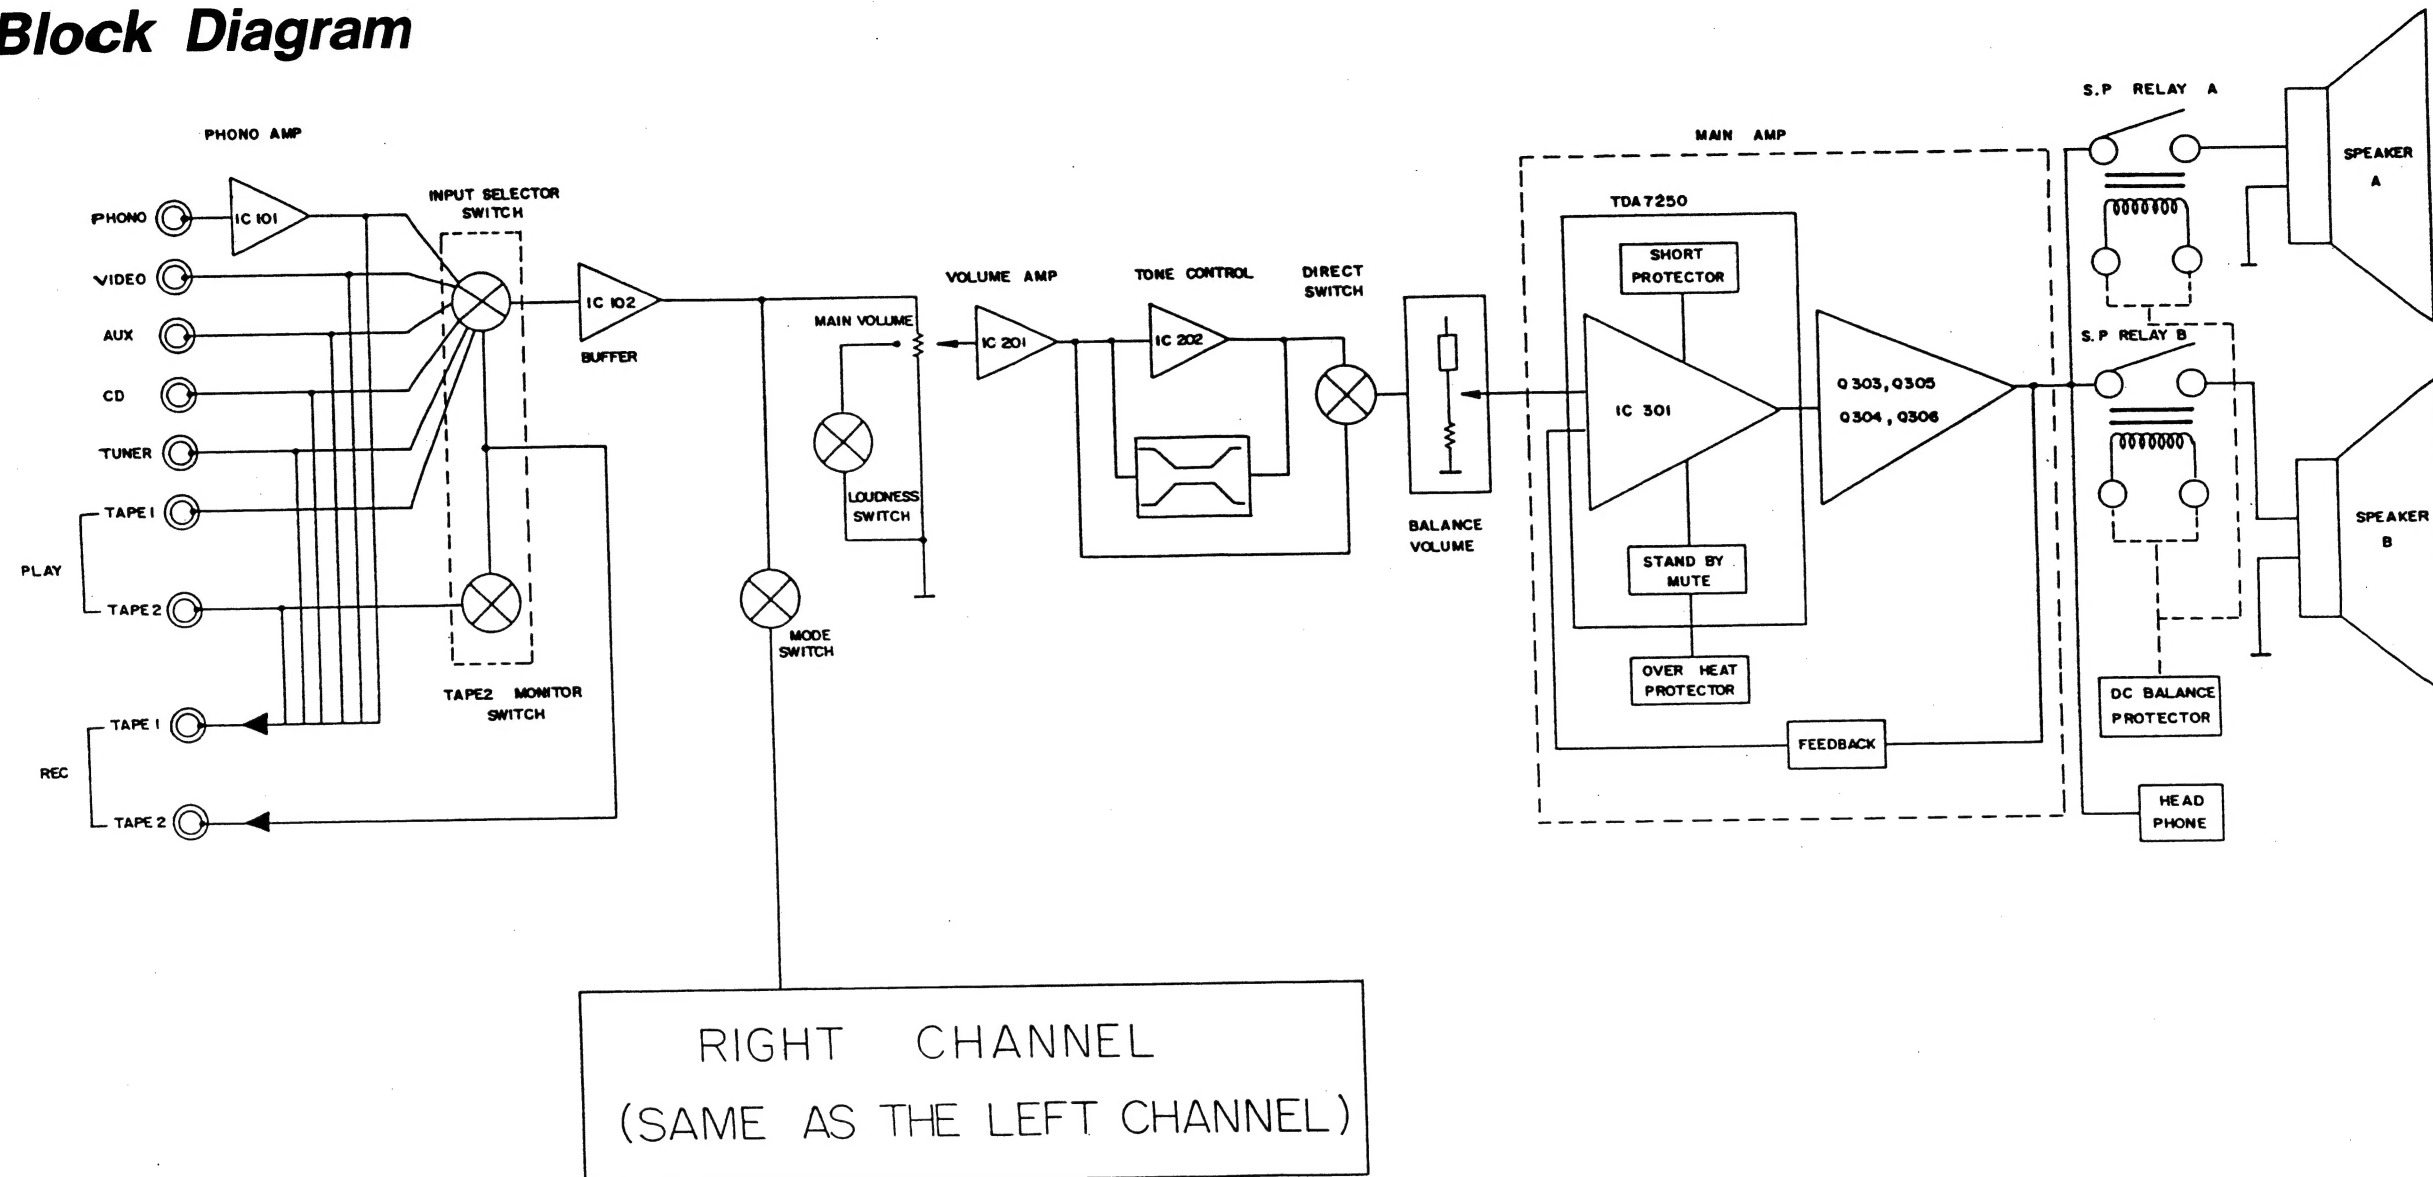 Block Diagram
PHONO AMP
PHONO
IC 101
VIDEO
AUX
CD
TUNER
TAPE 1
PLAY
TAPE 2
TAPE 1
REC
TAPE 2
INPUT SELECTOR
SWITCH
TAPE2 MONITOR
SWITCH
IC 102
BUFFER
MAIN VOLUME
LOUDNESS
SWITCH
MODE
SWITCH
VOLUME AMP
IC 201
TONE CONTROL
IC 202
DIRECT
SWITCH
BALANCE
VOLUME
MAIN AMP
TDA7250
SHORT
PROTECTOR
IC 301
STAND BY
MUTE
OVER HEAT
PROTECTOR
Q303, Q305
Q304, Q306
FEEDBACK
S.P RELAY A
SPEAKER
A
S.P RELAY B
SPEAKER
B
DC BALANCE
PROTECTOR
HEAD
PHONE
RIGHT CHANNEL
(SAME AS THE LEFT CHANNEL)